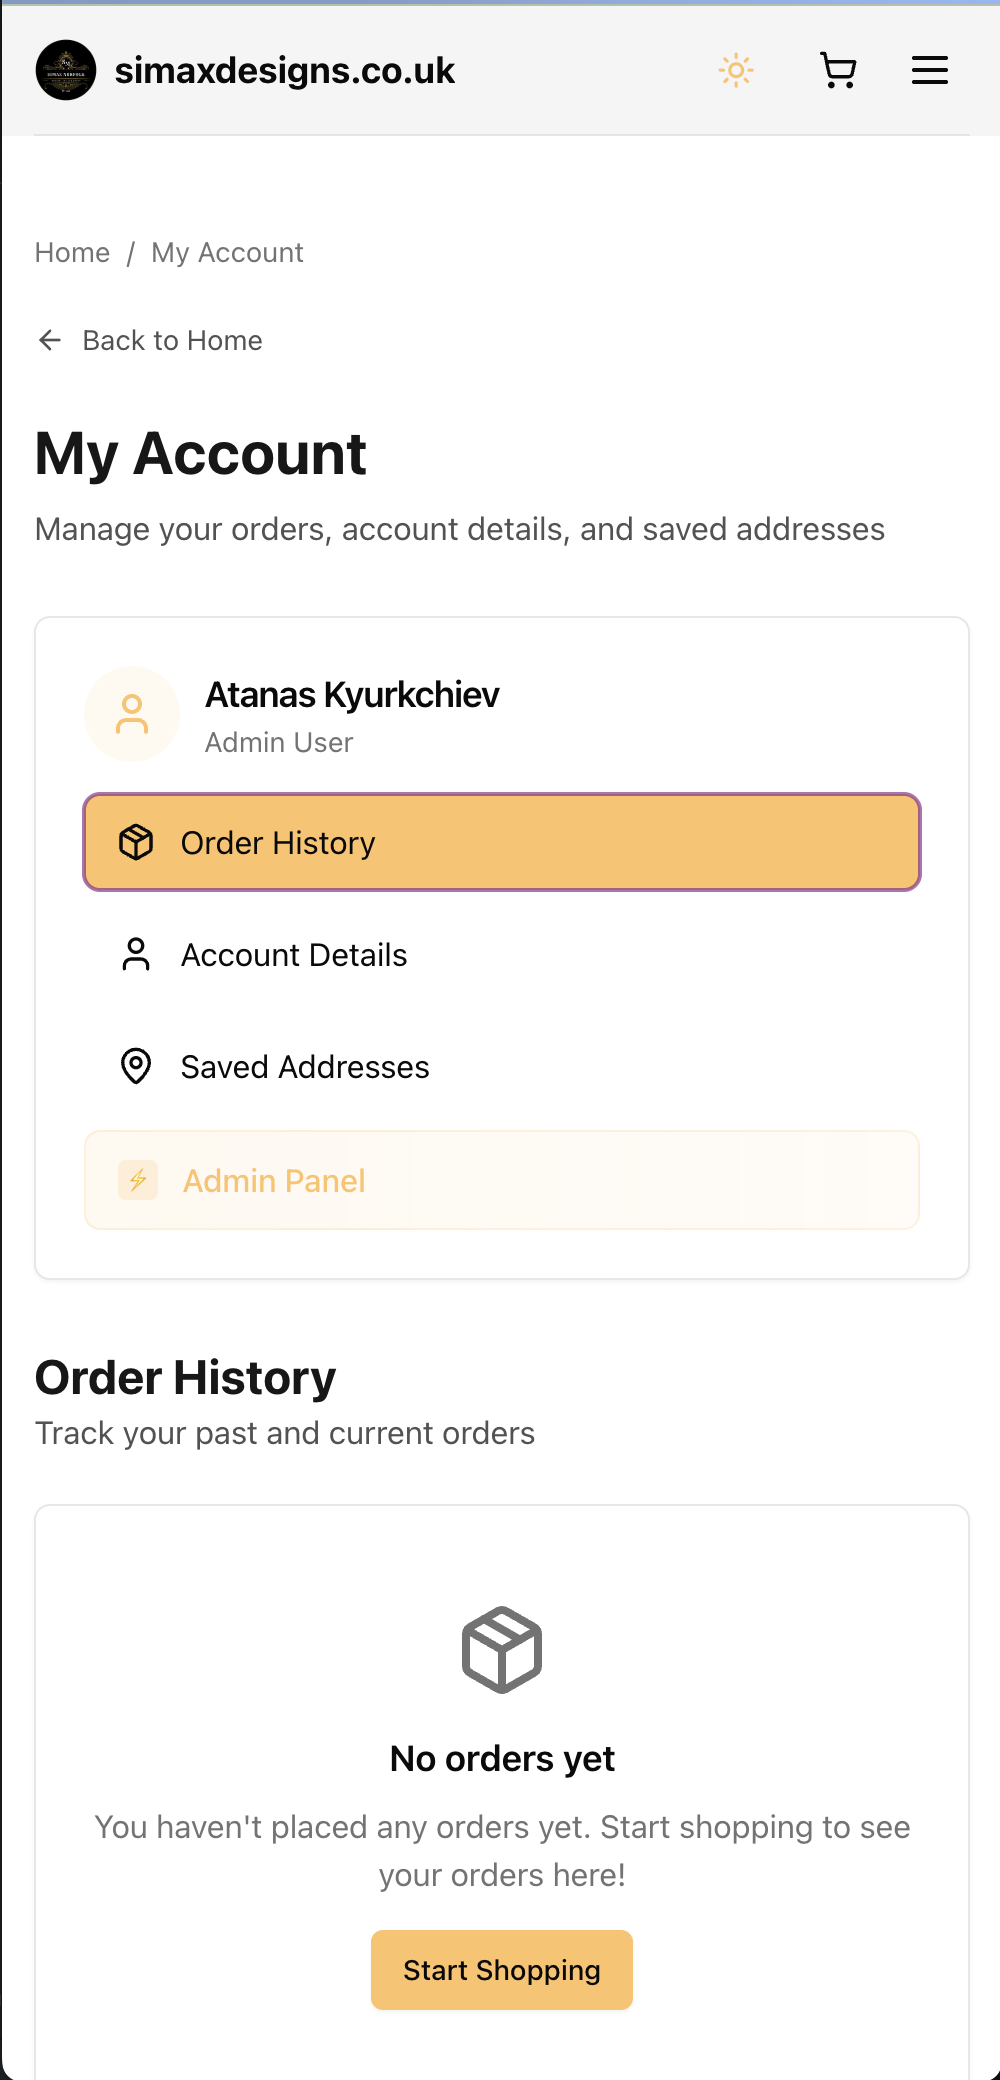 simaxdesigns.co.uk
Home / My Account
Back to Home
My Account
Manage your orders, account details, and saved addresses
Atanas Kyurkchiev
Admin User
Order History
Account Details
Saved Addresses
Admin Panel
Order History
Track your past and current orders
No orders yet
You haven't placed any orders yet. Start shopping to see
your orders here!
Start Shopping